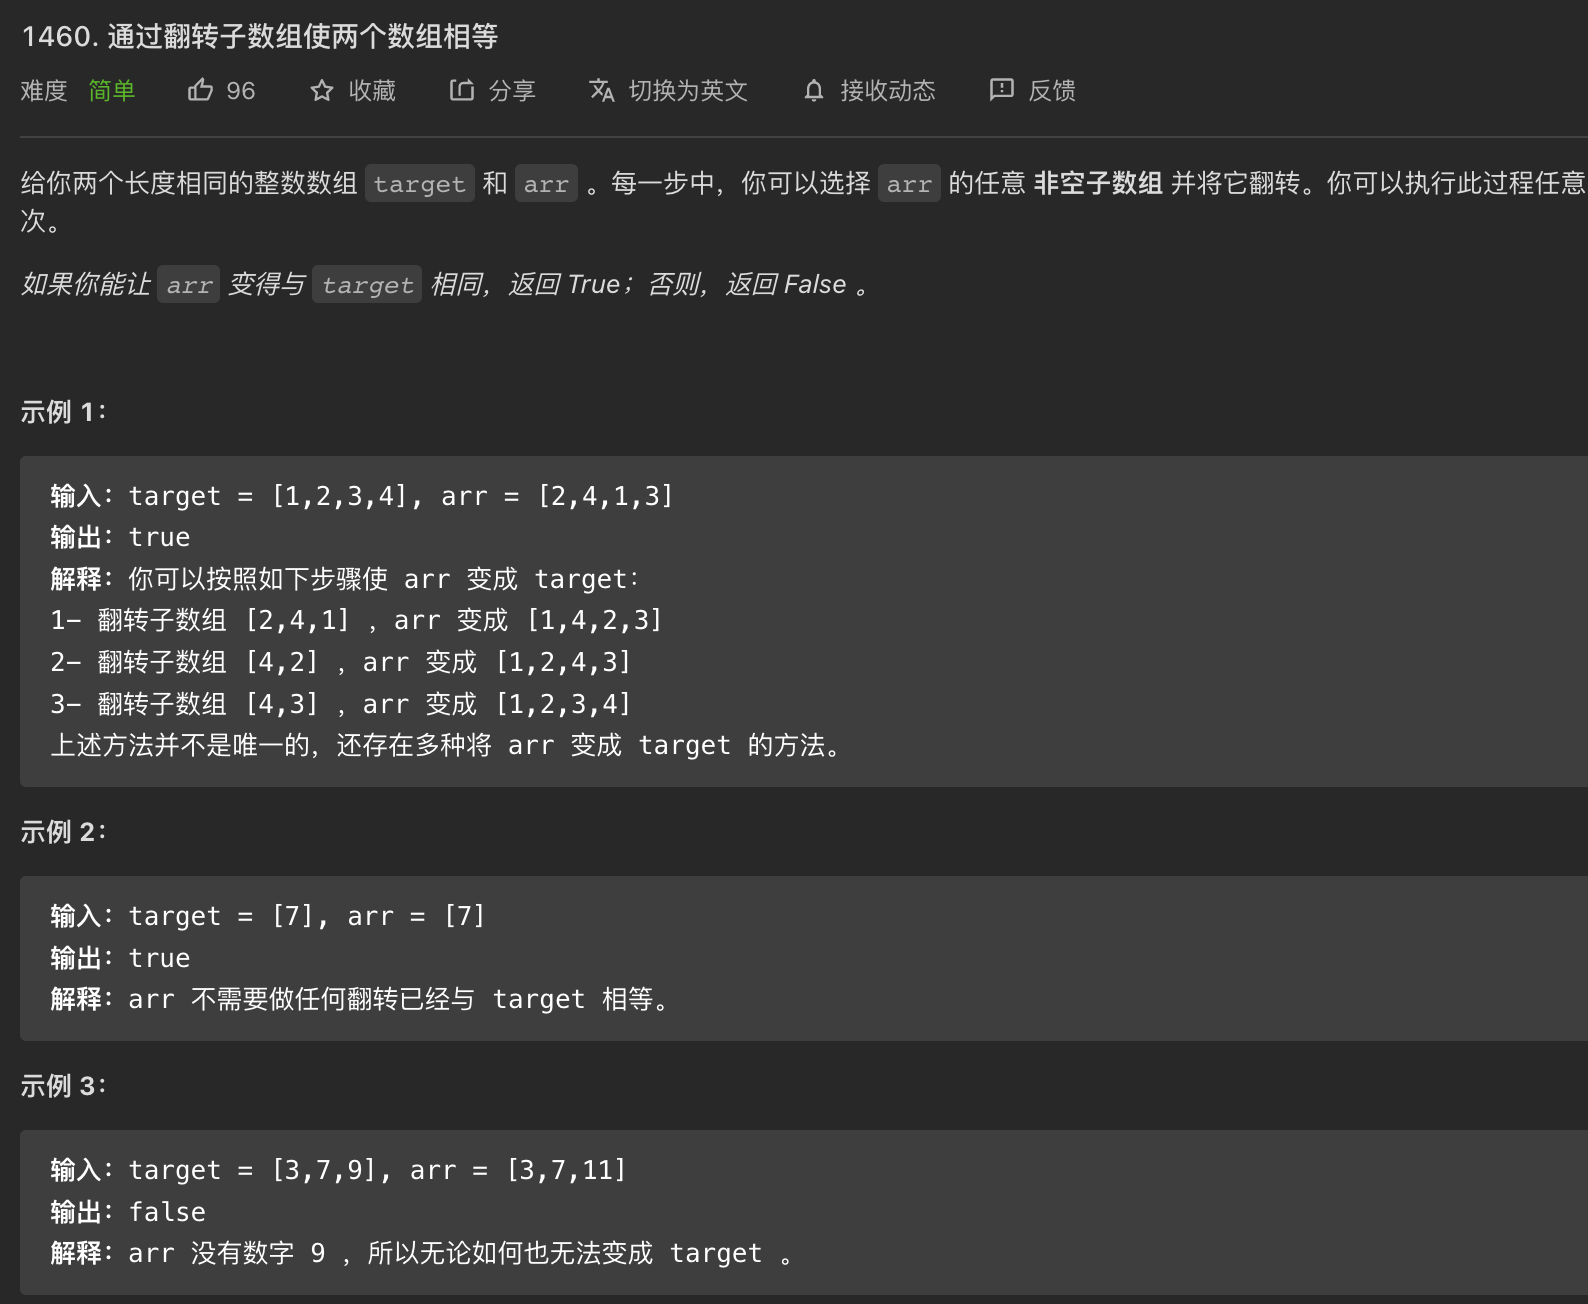 1460. 通过翻转子数组使两个数组相等
难度 简单 96 收藏 分享 切换为英文 接收动态 反馈
给你两个长度相同的整数数组 target 和 arr 。每一步中，你可以选择 arr 的任意 非空子数组 并将它翻转。你可以执行此过程任意
次。
如果你能让 arr 变得与 target 相同，返回 True；否则，返回 False 。
示例 1：
输入：target = [1,2,3,4], arr = [2,4,1,3]
输出：true
解释：你可以按照如下步骤使 arr 变成 target：
1- 翻转子数组 [2,4,1] ，arr 变成 [1,4,2,3]
2- 翻转子数组 [4,2] ，arr 变成 [1,2,4,3]
3- 翻转子数组 [4,3] ，arr 变成 [1,2,3,4]
上述方法并不是唯一的，还存在多种将 arr 变成 target 的方法。
示例 2：
输入：target = [7], arr = [7]
输出：true
解释：arr 不需要做任何翻转已经与 target 相等。
示例 3：
输入：target = [3,7,9], arr = [3,7,11]
输出：false
解释：arr 没有数字 9 ，所以无论如何也无法变成 target 。